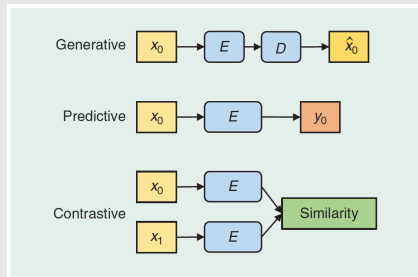 Generative x₀ E D x̂₀
Predictive x₀ E y₀
x₀ E
Contrastive Similarity
x₁ E